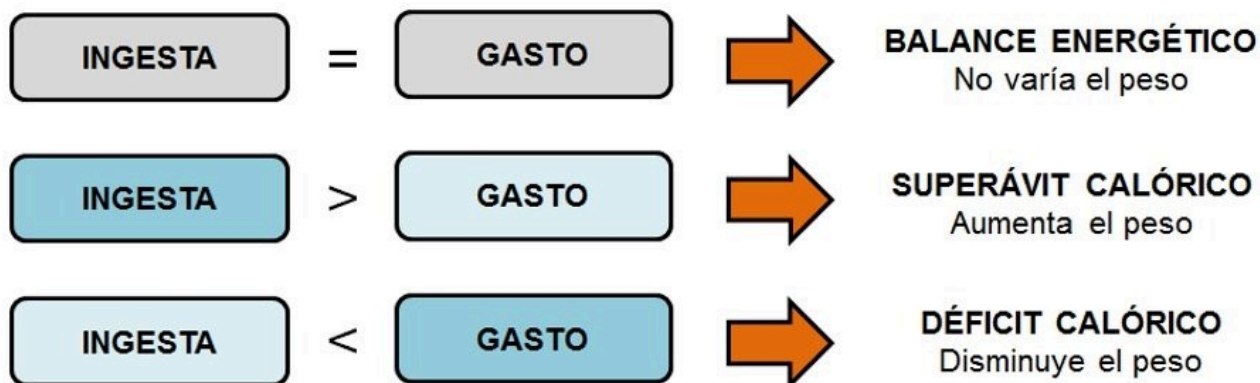 INGESTA = GASTO BALANCE ENERGÉTICO
No varía el peso
INGESTA > GASTO SUPERÁVIT CALÓRICO
Aumenta el peso
INGESTA < GASTO DÉFICIT CALÓRICO
Disminuye el peso